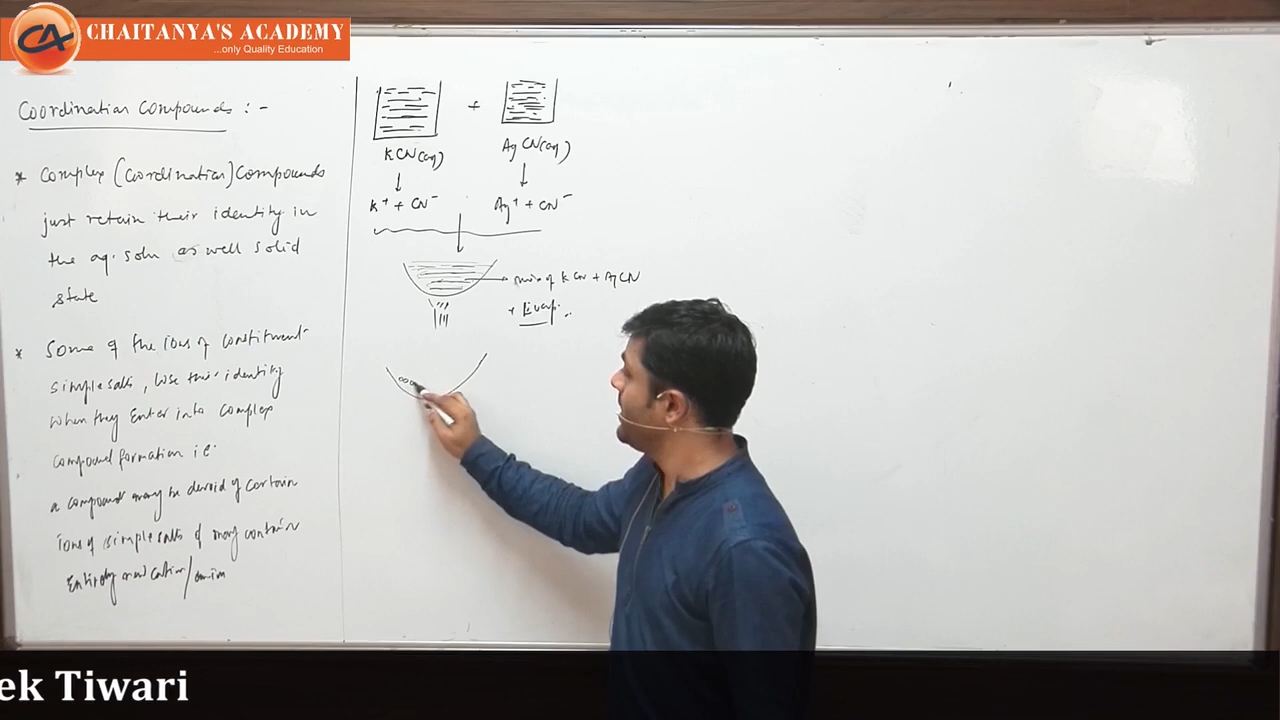 CHAITANYA'S ACADEMY
...only Quality Education
CA
Coordination Compounds :-
* Complex (Coordination) Compounds
just retain their identity in
the aq. soln as well solid
state
* Some of the ions of constituent
simple salts, lose their identity
when they Enter into Complex
compound formation i.e.
a compound may be devoid of certain
ions of simple salts & may contain
Entirely new cation/anion
+
KCN(aq) AgCN(aq)
K⁺ + CN⁻ Ag⁺ + CN⁻
mix of KCN + AgCN
+
ek Tiwari